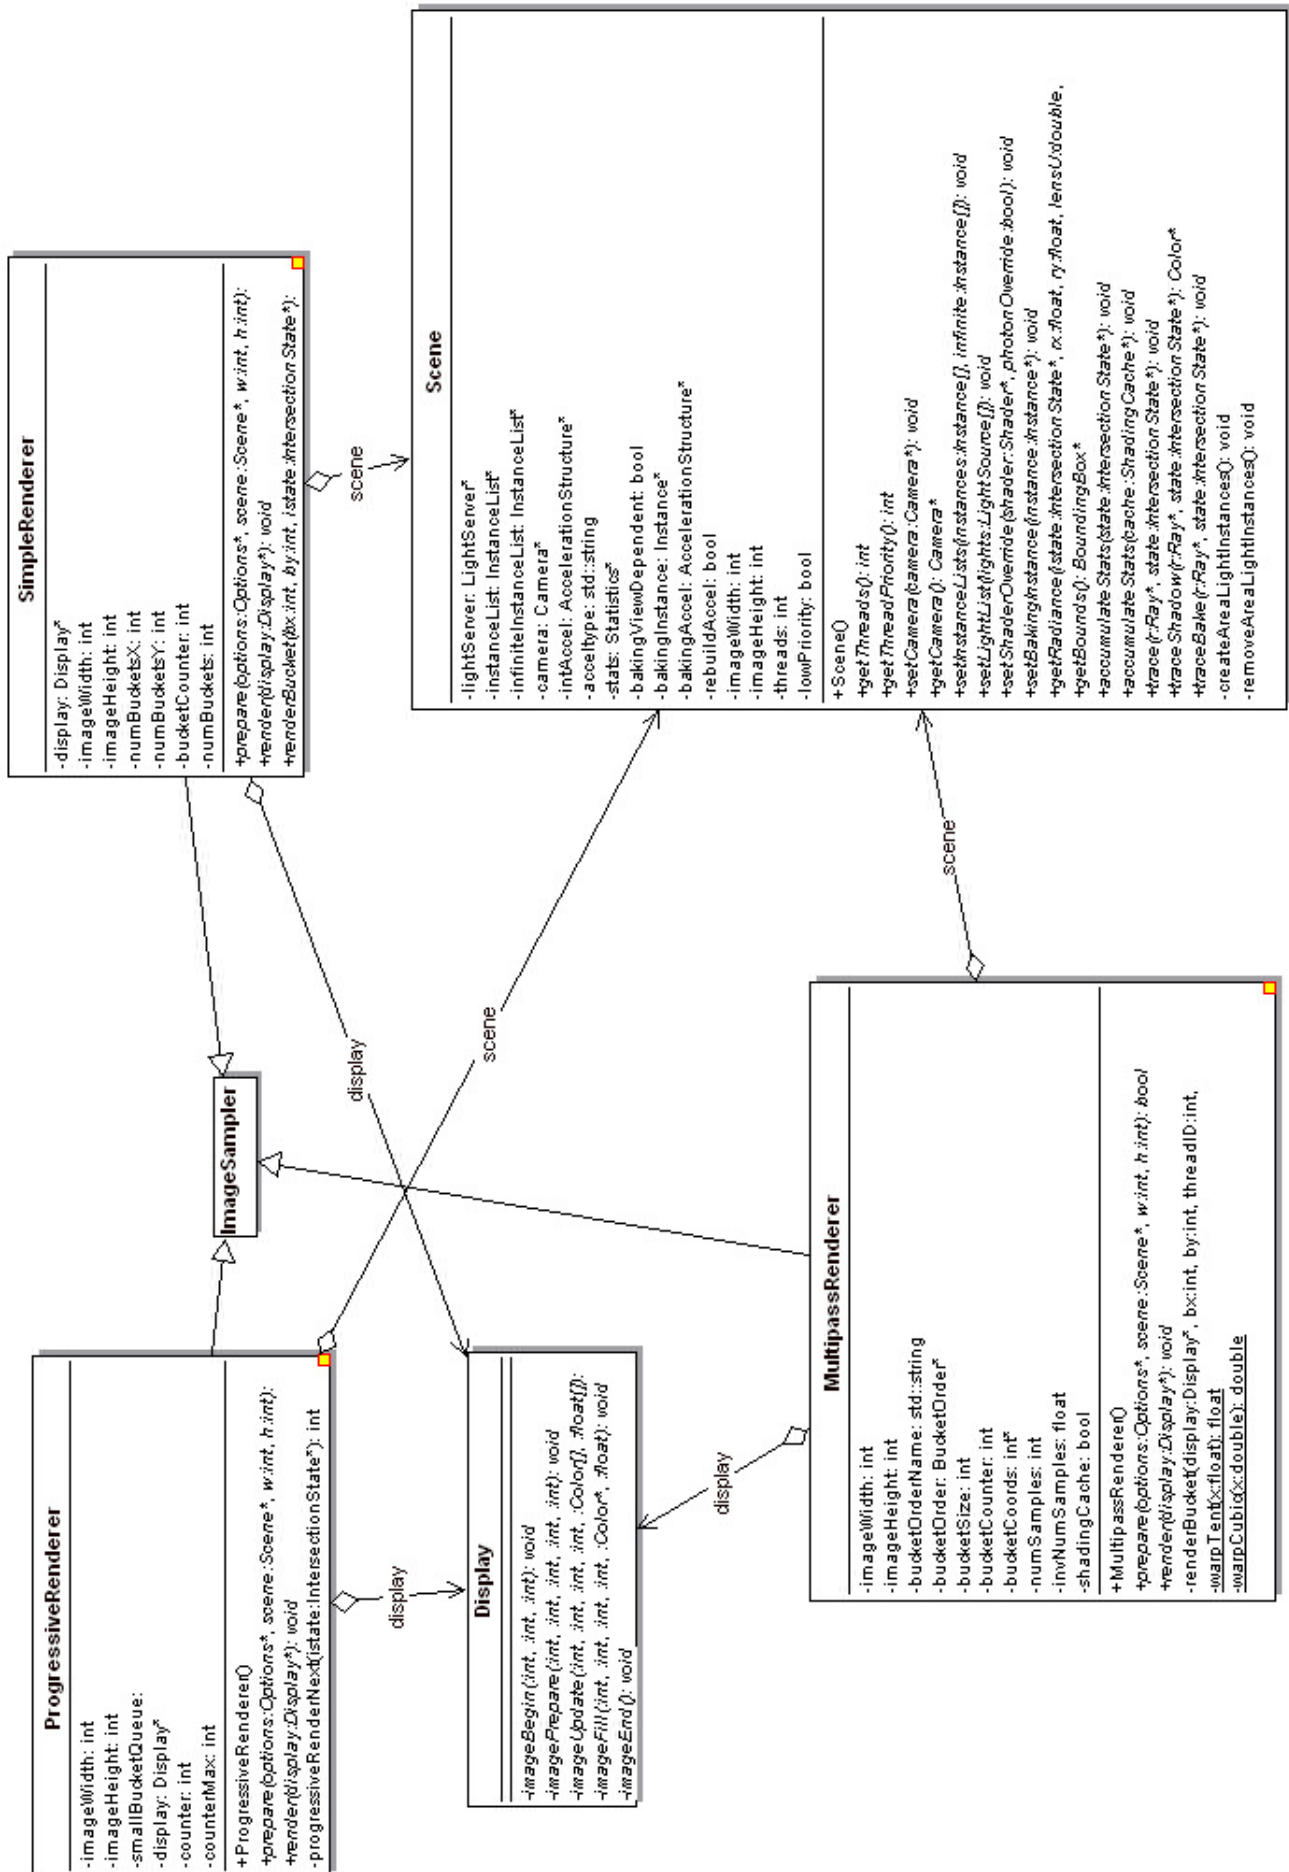 ProgressiveRenderer
-imageWidth: int
-imageHeight: int
-smallBucketQueue:
-display: Display*
-counter: int
-counterMax: int
+ProgressiveRenderer()
+prepare(options:Options*, scene:Scene*, w:int, h:int):
+render(display:Display*): void
-progressiveRenderNext(istate:IntersectionState*): int
ImageSampler
SimpleRenderer
-display: Display*
-imageWidth: int
-imageHeight: int
-numBucketsX: int
-numBucketsY: int
-bucketCounter: int
-numBuckets: int
+prepare(options:Options*, scene:Scene*, w:int, h:int):
+render(display:Display*): void
+renderBucket(bx:int, by:int, istate:IntersectionState*):
display
scene
display
scene
Display
-imageBegin(:int, :int, :int): void
-imagePrepare(:int, :int, :int, :int, :int): void
-imageUpdate(:int, :int, :int, :int, :Color[], :float[]):
-imageFill(:int, :int, :int, :int, :Color*, :float): void
-imageEnd(): void
Scene
-lightServer: LightServer*
-instanceList: InstanceList*
-infiniteInstanceList: InstanceList*
-camera: Camera*
-intAccel: AccelerationStructure*
-acceltype: std::string
-stats: Statistics*
-bakingViewDependent: bool
-bakingInstance: Instance*
-bakingAccel: AccelerationStructure*
-rebuildAccel: bool
-imageWidth: int
-imageHeight: int
-threads: int
-lowPriority: bool
+Scene()
+getThreads(): int
+getThreadPriority(): int
+setCamera(camera:Camera*): void
+getCamera(): Camera*
+setInstanceLists(instances:Instance[], infinite:Instance[]): void
+setLightList(lights:LightSource[]): void
+setShaderOverride(shader:Shader*, photonOverride:bool): void
+setBakingInstance(instance:Instance*): void
+getRadiance(istate:IntersectionState*, rx:float, ry:float, lensU:double,
+getBounds(): BoundingBox*
+accumulateStats(state:IntersectionState*): void
+accumulateStats(cache:ShadingCache*): void
+trace(r:Ray*, state:IntersectionState*): void
+traceShadow(r:Ray*, state:IntersectionState*): Color*
+traceBake(r:Ray*, state:IntersectionState*): void
-createAreaLightInstances(): void
-removeAreaLightInstances(): void
display
scene
MultipassRenderer
-imageWidth: int
-imageHeight: int
-bucketOrderName: std::string
-bucketOrder: BucketOrder*
-bucketSize: int
-bucketCounter: int
-bucketCoords: int*
-numSamples: int
-invNumSamples: float
-shadingCache: bool
+MultipassRenderer()
+prepare(options:Options*, scene:Scene*, w:int, h:int): bool
+render(display:Display*): void
-renderBucket(display:Display*, bx:int, by:int, threadID:int,
-warpTent(x:float): float
-warpCubic(x:double): double